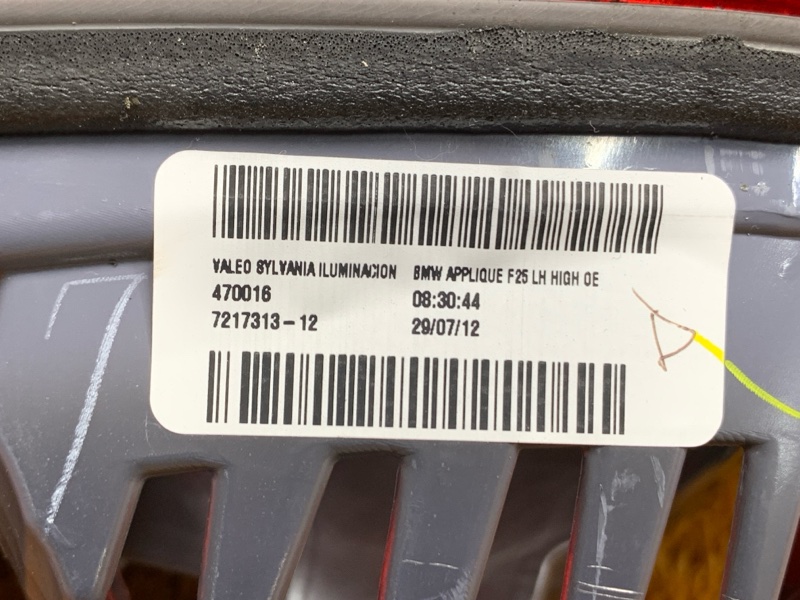 VALEO SYLVANIA ILUMINACION BMW APPLIQUE F25 LH HIGH OE
470016 08:30:44
7217313-12 29/07/12